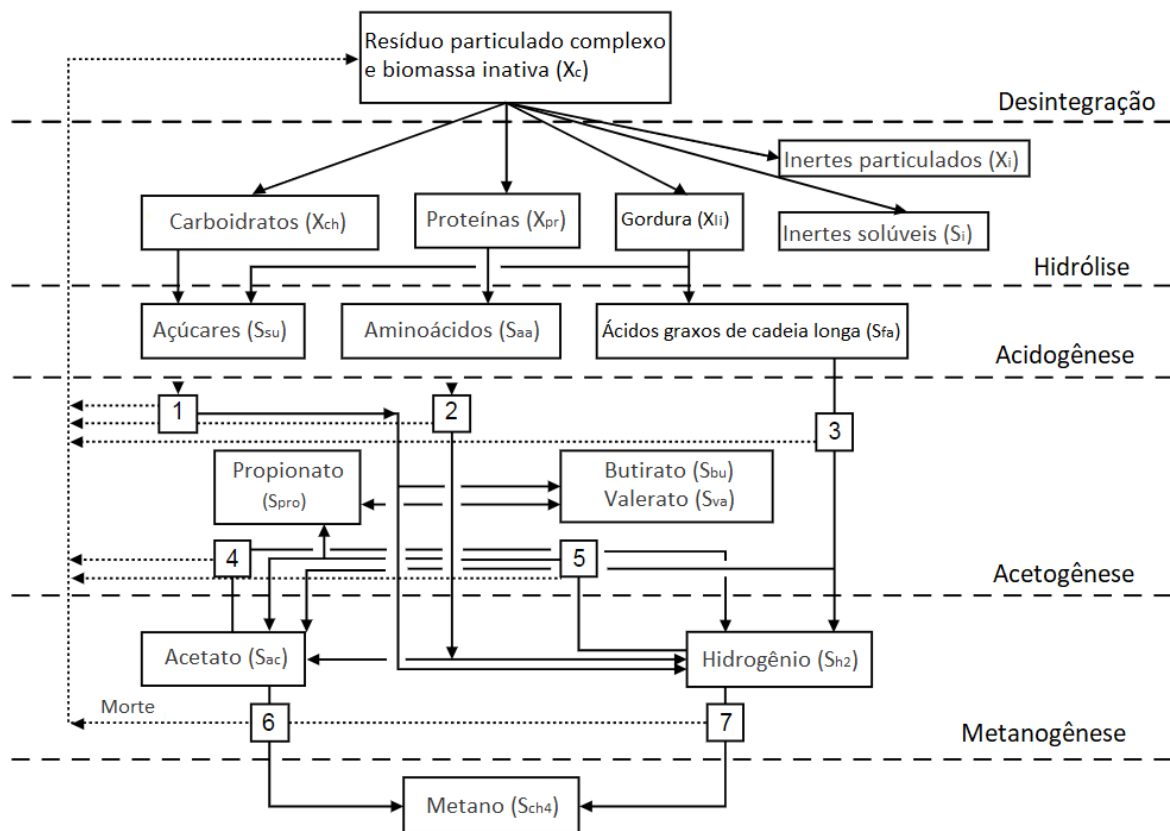 Resíduo particulado complexo
e biomassa inativa (Xc)
Desintegração
Inertes particulados (Xi)
Carboidratos (Xch)
Proteínas (Xpr)
Gordura (Xli)
Inertes solúveis (Si)
Hidrólise
Açúcares (Ssu)
Aminoácidos (Saa)
Ácidos graxos de cadeia longa (Sfa)
Acidogênese
1
2
3
Propionato
(Spro)
Butirato (Sbu)
Valerato (Sva)
4
5
Acetogênese
Acetato (Sac)
Hidrogênio (Sh2)
Morte
6
7
Metanogênese
Metano (Sch4)